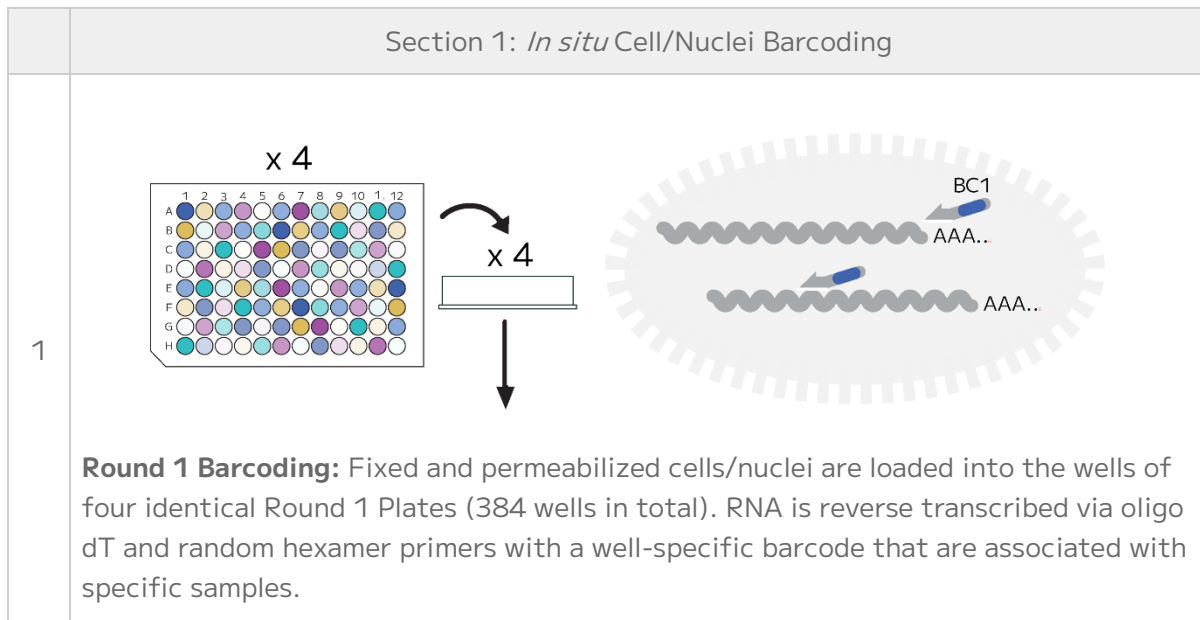 Section 1: In situ Cell/Nuclei Barcoding
1
x 4
1 2 3 4 5 6 7 8 9 10 1. 12
A
B
C
D
E
F
G
H
x 4
BC1
AAA...
AAA...
Round 1 Barcoding: Fixed and permeabilized cells/nuclei are loaded into the wells of
four identical Round 1 Plates (384 wells in total). RNA is reverse transcribed via oligo
dT and random hexamer primers with a well-specific barcode that are associated with
specific samples.